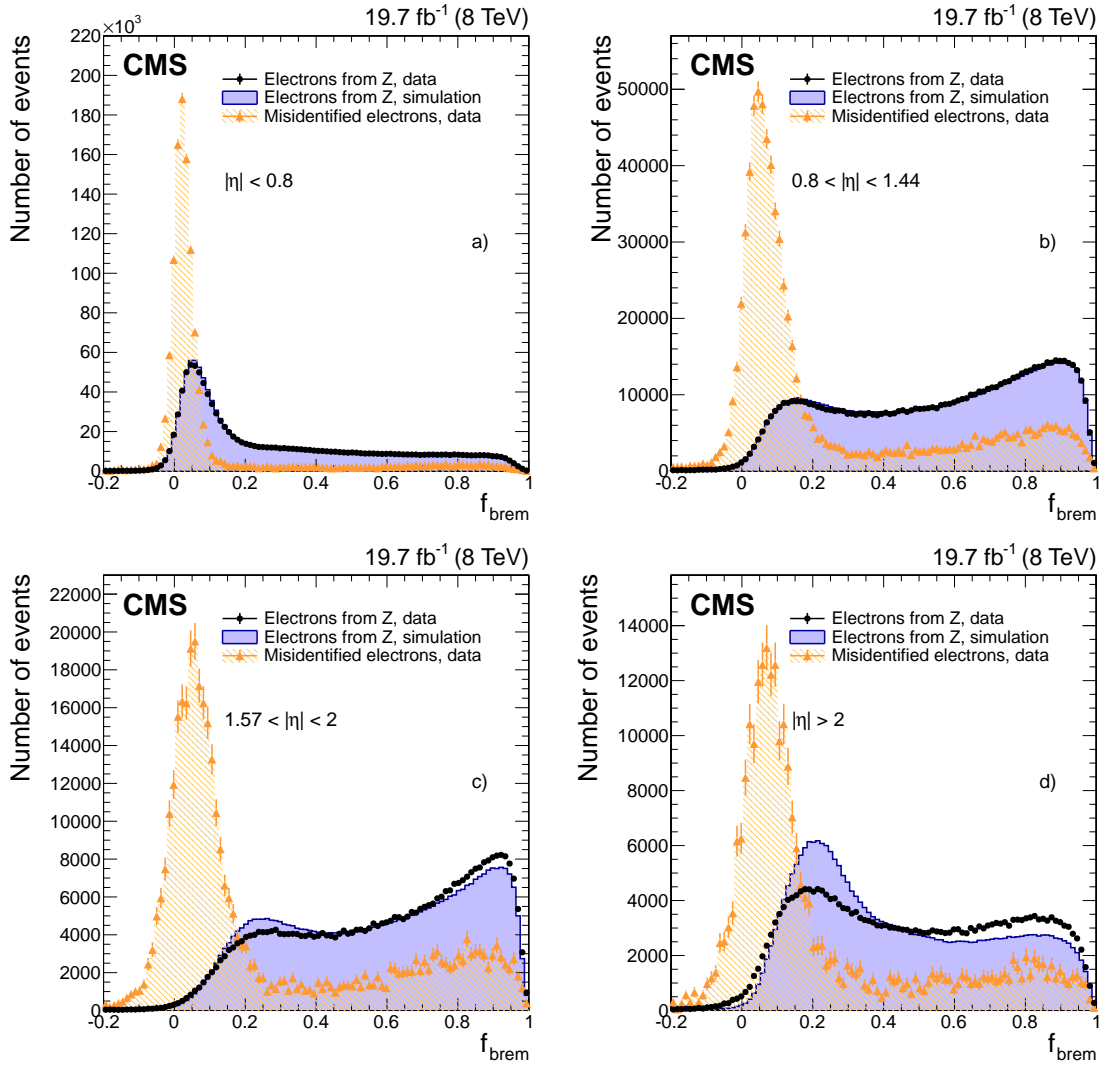 19.7 fb⁻¹ (8 TeV)
×10³
CMS
Electrons from Z, data
Electrons from Z, simulation
Misidentified electrons, data
|η| < 0.8
a)
Number of events
220
200
180
160
140
120
100
80
60
40
20
0
-0.2 0 0.2 0.4 0.6 0.8 1
f_brem
19.7 fb⁻¹ (8 TeV)
CMS
Electrons from Z, data
Electrons from Z, simulation
Misidentified electrons, data
0.8 < |η| < 1.44
b)
Number of events
50000
40000
30000
20000
10000
0
-0.2 0 0.2 0.4 0.6 0.8 1
f_brem
19.7 fb⁻¹ (8 TeV)
CMS
Electrons from Z, data
Electrons from Z, simulation
Misidentified electrons, data
1.57 < |η| < 2
c)
Number of events
22000
20000
18000
16000
14000
12000
10000
8000
6000
4000
2000
0
-0.2 0 0.2 0.4 0.6 0.8 1
f_brem
19.7 fb⁻¹ (8 TeV)
CMS
Electrons from Z, data
Electrons from Z, simulation
Misidentified electrons, data
|η| > 2
d)
Number of events
14000
12000
10000
8000
6000
4000
2000
0
-0.2 0 0.2 0.4 0.6 0.8 1
f_brem